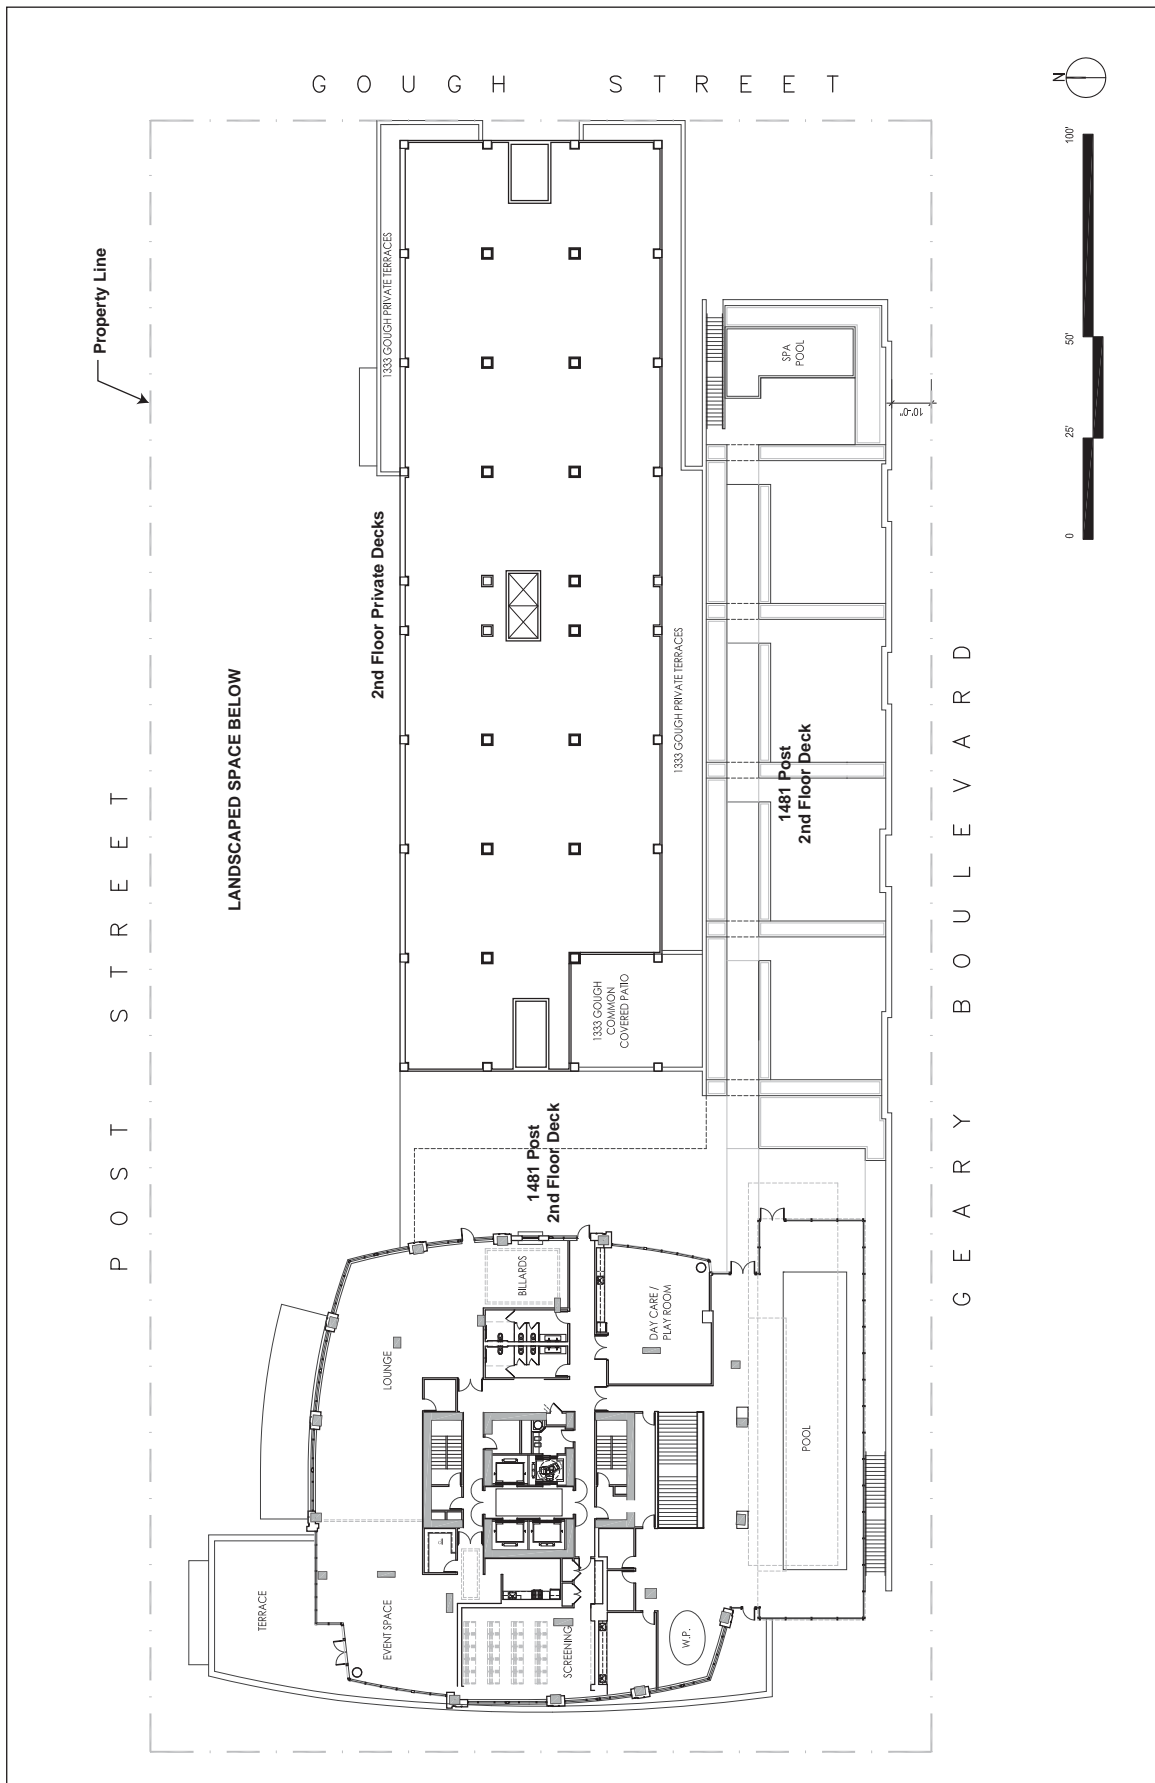 GOUGH STREET
N
100'
50'
25'
0
Property Line
1333 GOUGH PRIVATE TERRACES
SPA
POOL
10'-0"
2nd Floor Private Decks
LANDSCAPED SPACE BELOW
POST STREET
1333 GOUGH PRIVATE TERRACES
1481 Post
2nd Floor Deck
GEARY BOULEVARD
1333 GOUGH
COMMON
COVERED PATIO
1481 Post
2nd Floor Deck
BILLARDS
LOUNGE
DAY CARE /
PLAY ROOM
POOL
TERRACE
EVENT SPACE
SCREENING
W.P.